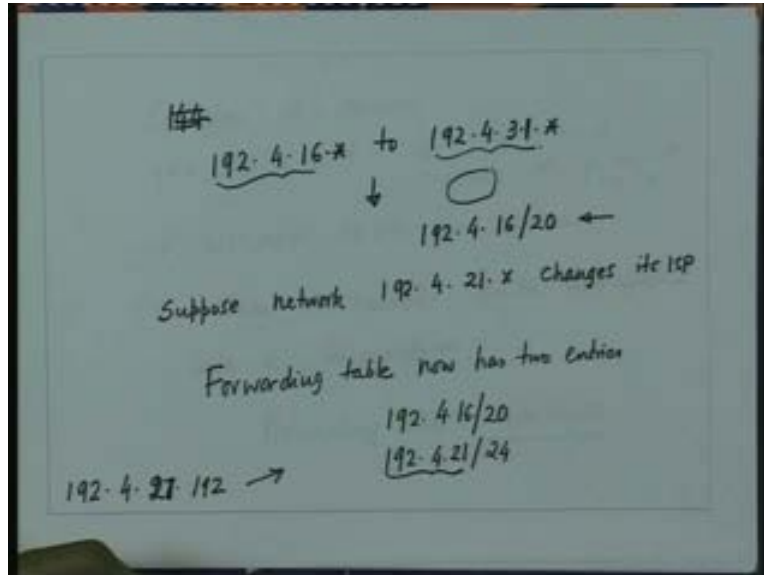 192.4.16.* to 192.4.31.*
192.4.16/20 ←
Suppose network 192.4.21.* changes its ISP
Forwarding table now has two entries
192.4 16/20
192.4.21/24
192.4.21.192 →